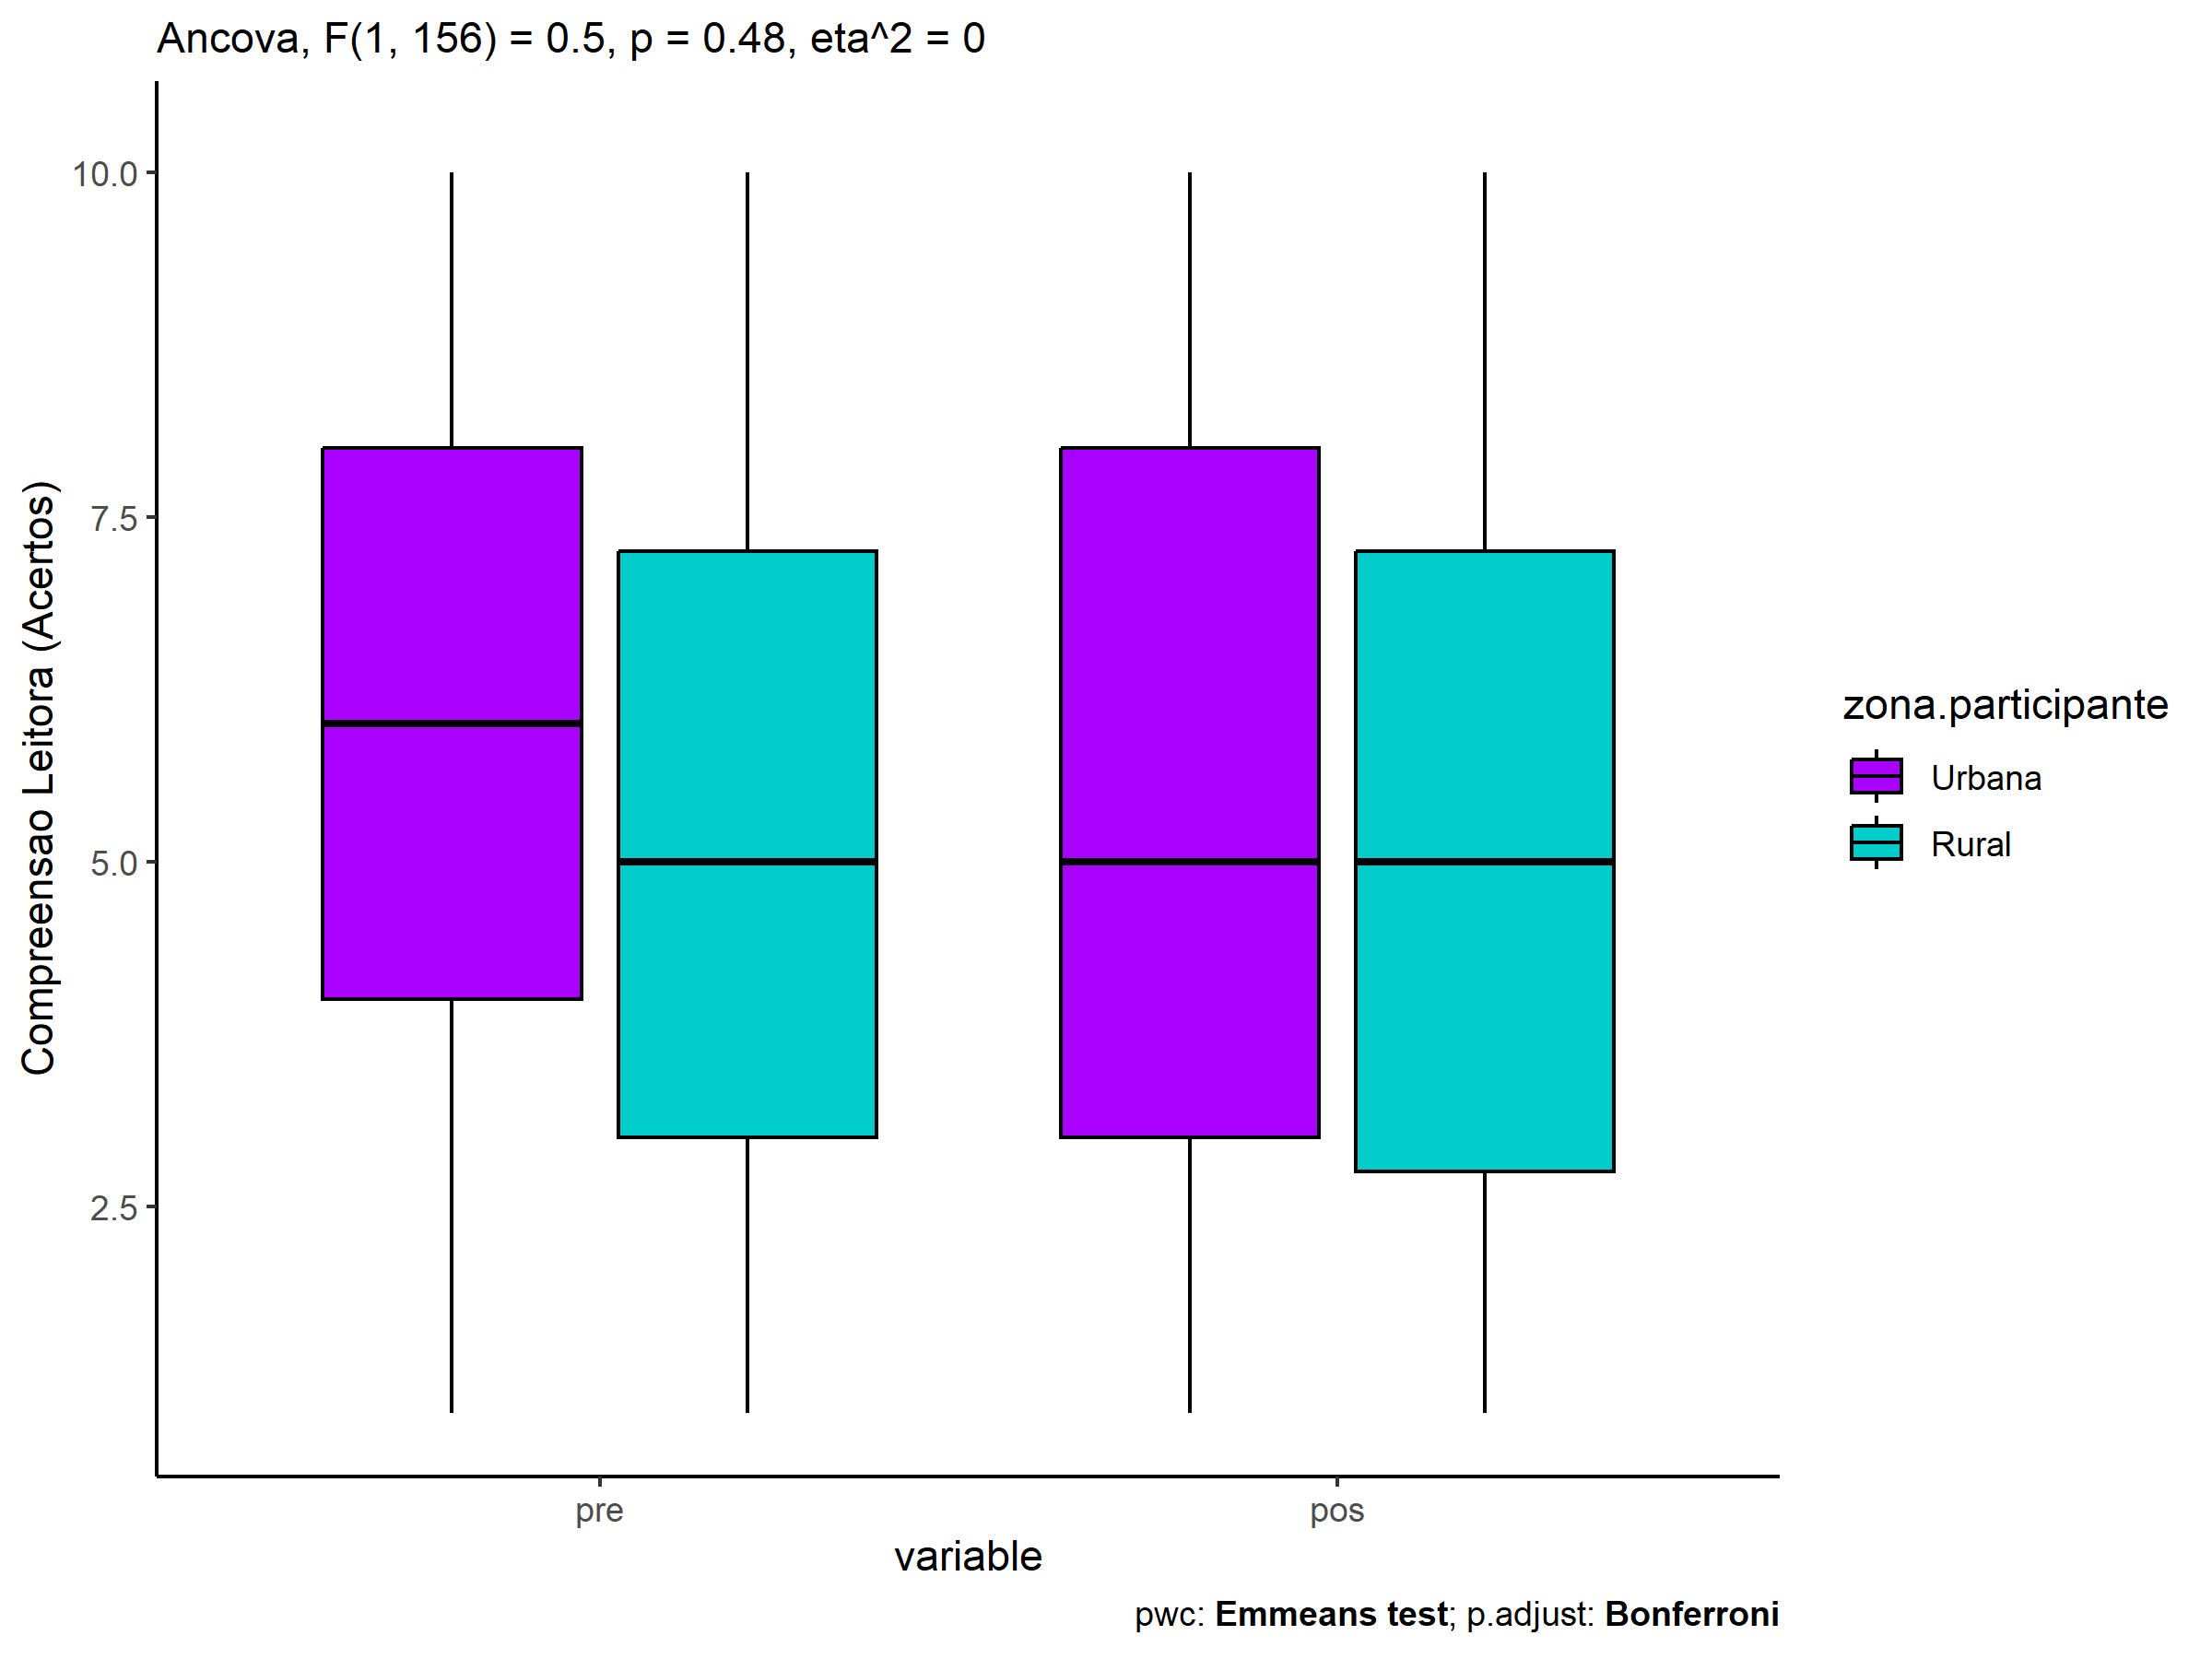 Ancova, F(1, 156) = 0.5, p = 0.48, eta^2 = 0
Compreensao Leitora (Acertos)
10.0
7.5
5.0
2.5
pre
pos
variable
zona.participante
Urbana
Rural
pwc: Emmeans test; p.adjust: Bonferroni